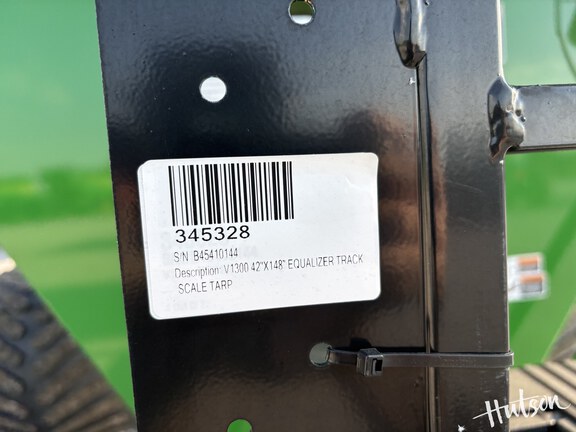 345328
S/N B45410144
Description: V1300 42"X148" EQUALIZER TRACK
SCALE TARP
Hutson